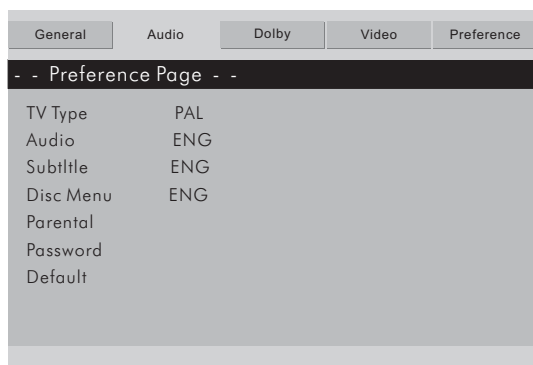 General Audio Dolby Video Preference
- - Preference Page - -
TV Type PAL
Audio ENG
Subtltle ENG
Disc Menu ENG
Parental
Password
Default